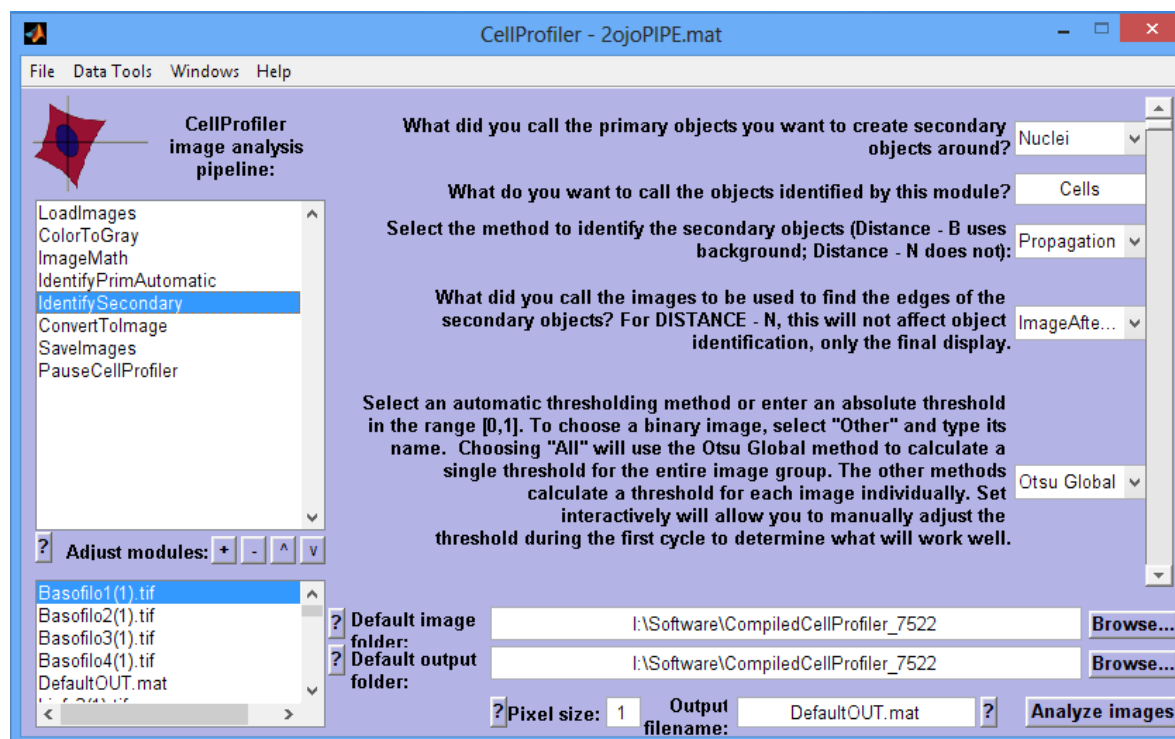 CellProfiler - 2ojoPIPE.mat
File Data Tools Windows Help
CellProfiler
image analysis
pipeline:
LoadImages
ColorToGray
ImageMath
IdentifyPrimAutomatic
IdentifySecondary
ConvertToImage
SaveImages
PauseCellProfiler
? Adjust modules: + - ^ v
Basofilo1(1).tif
Basofilo2(1).tif
Basofilo3(1).tif
Basofilo4(1).tif
DefaultOUT.mat
What did you call the primary objects you want to create secondary
objects around? Nuclei
What do you want to call the objects identified by this module? Cells
Select the method to identify the secondary objects (Distance - B uses
background; Distance - N does not): Propagation
What did you call the images to be used to find the edges of the
secondary objects? For DISTANCE - N, this will not affect object
identification, only the final display. ImageAfte...
Select an automatic thresholding method or enter an absolute threshold
in the range [0,1]. To choose a binary image, select "Other" and type its
name. Choosing "All" will use the Otsu Global method to calculate a
single threshold for the entire image group. The other methods
calculate a threshold for each image individually. Set
interactively will allow you to manually adjust the
threshold during the first cycle to determine what will work well.
Otsu Global
? Default image
folder: I:\Software\CompiledCellProfiler_7522 Browse...
? Default output
folder: I:\Software\CompiledCellProfiler_7522 Browse...
? Pixel size: 1 Output
filename: DefaultOUT.mat ? Analyze images